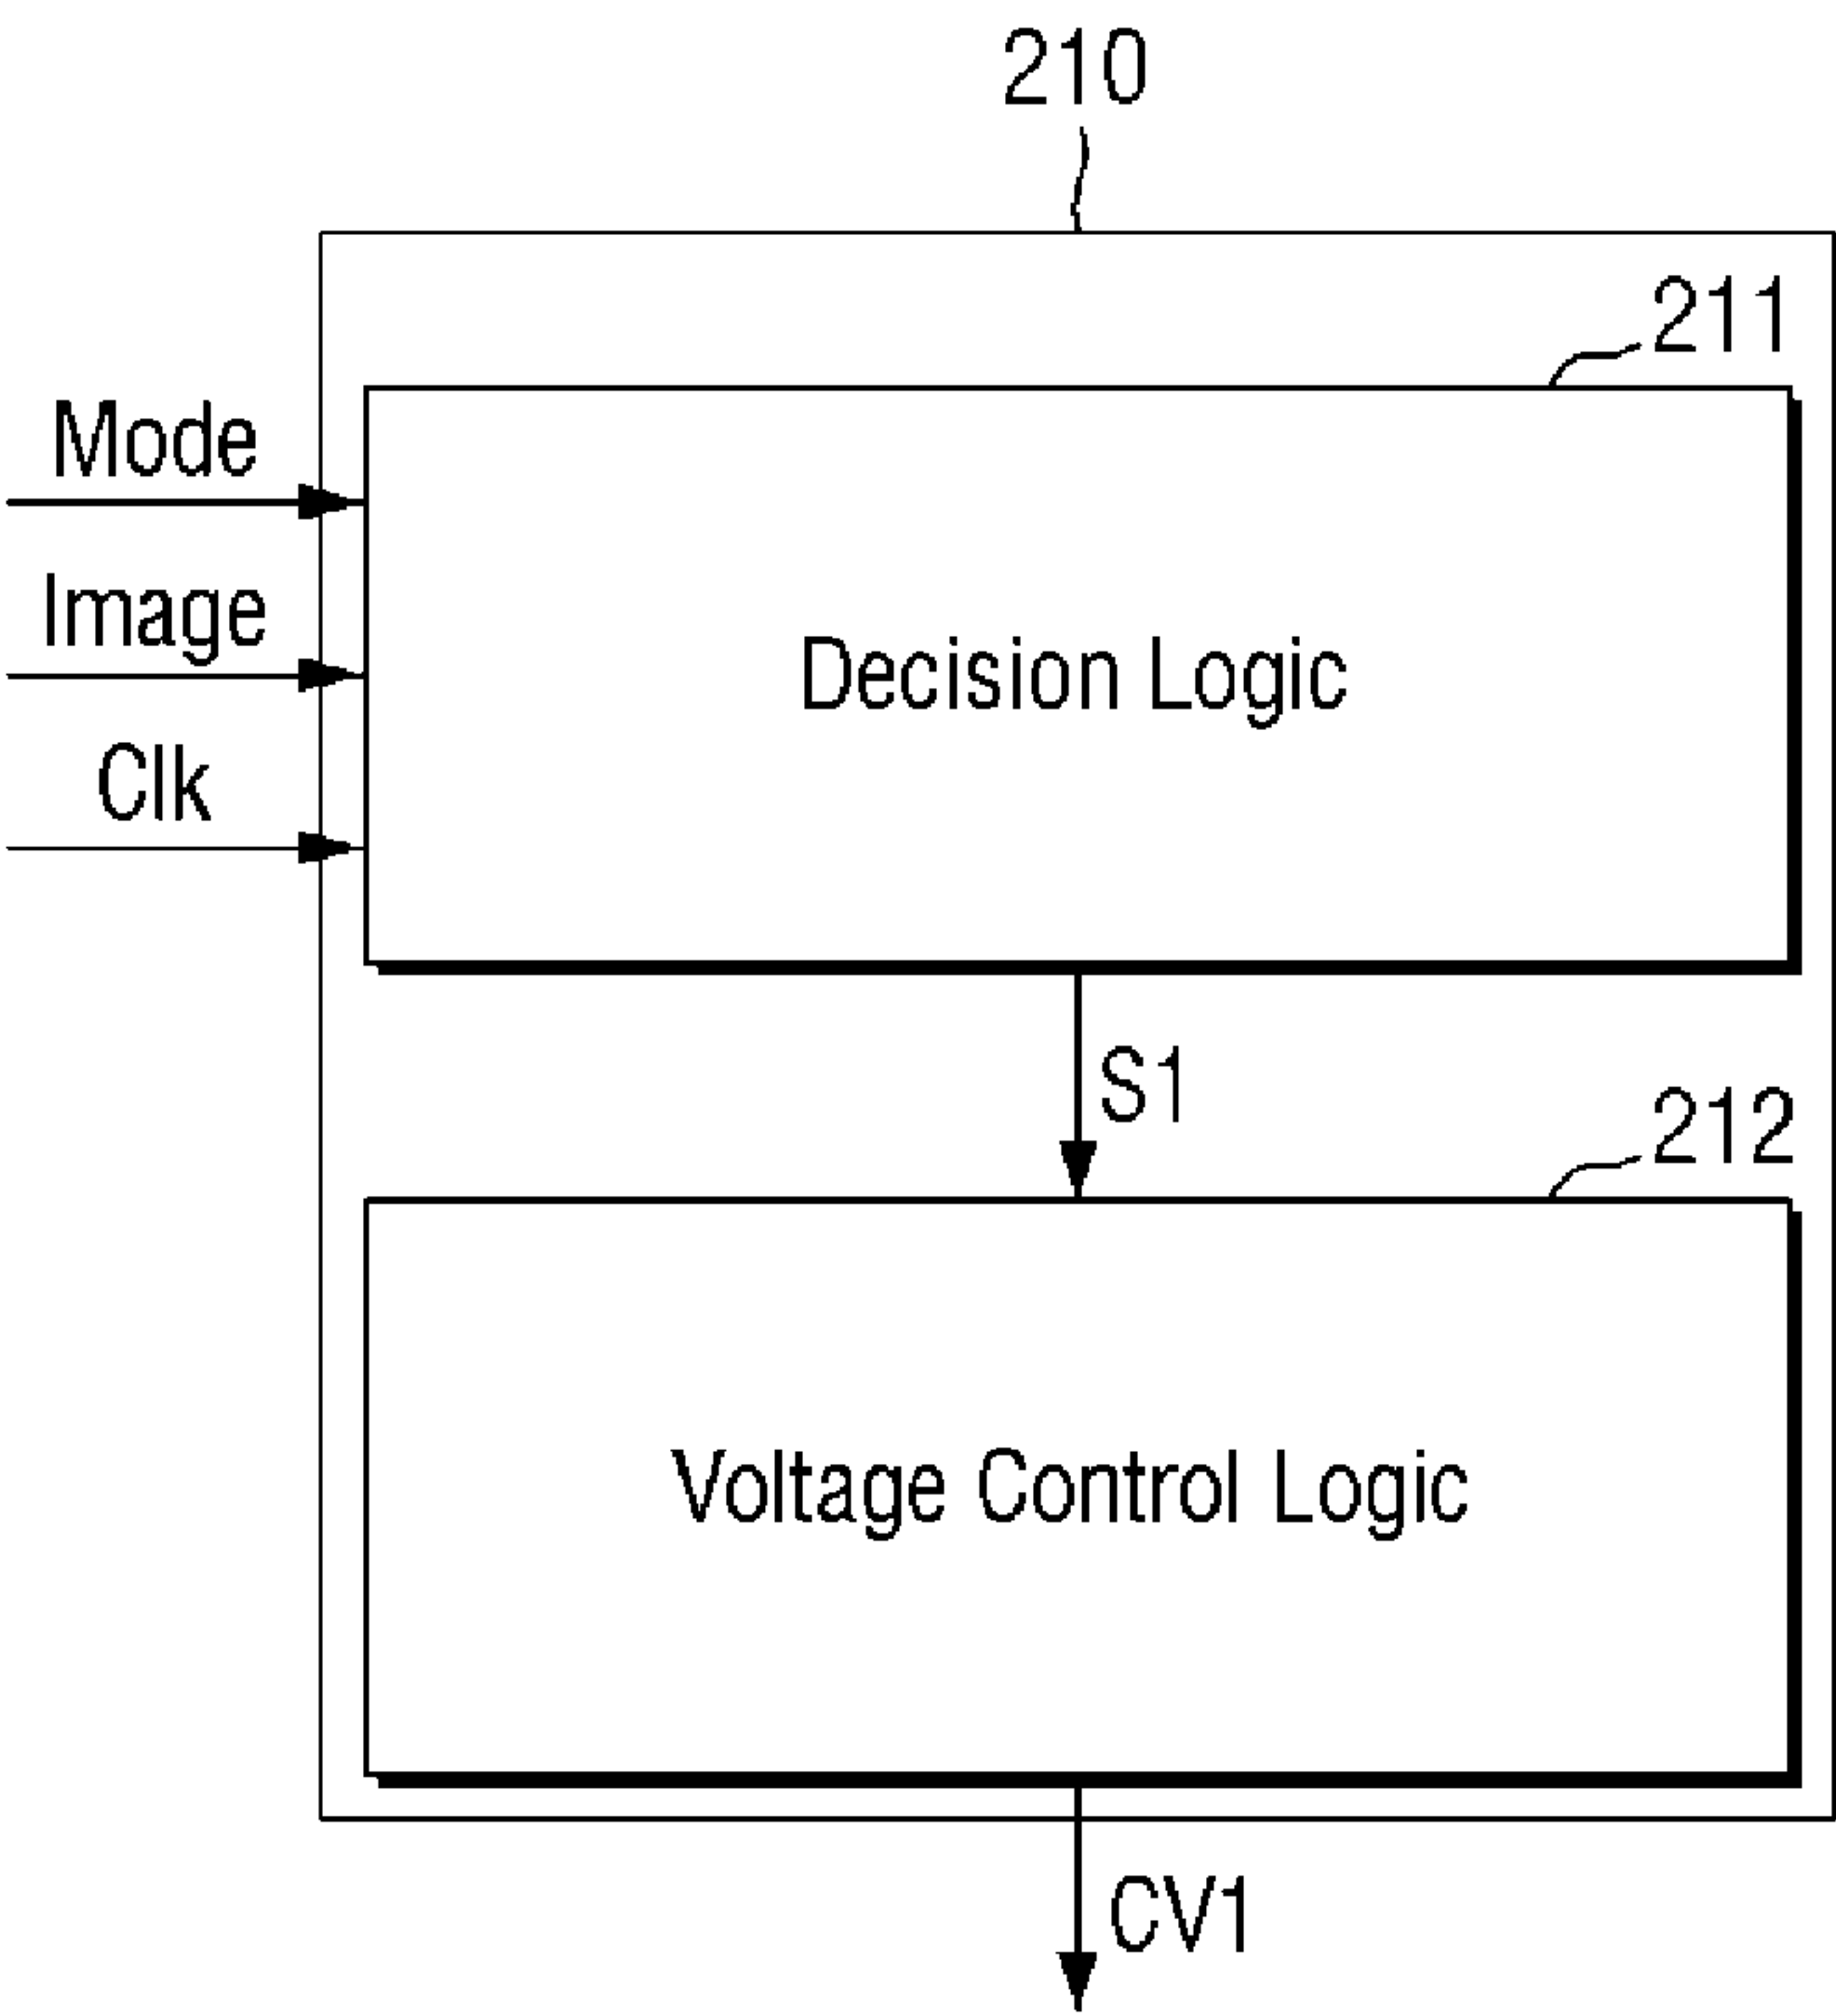 210
211
Mode
Image
Decision Logic
Clk
S1
212
Voltage Control Logic
CV1